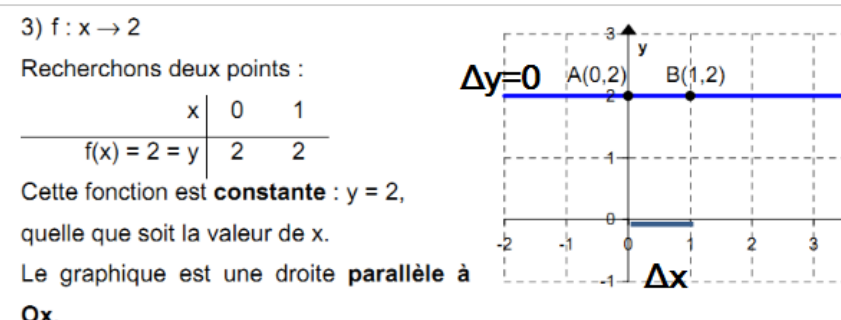 3) f : x → 2
Recherchons deux points :
x | 0 1
f(x) = 2 = y | 2 2
Cette fonction est constante : y = 2,
quelle que soit la valeur de x.
Le graphique est une droite parallèle à
Ox.
3
y
Δy=0 A(0,2) B(1,2)
2
1
0
-2 -1 0 1 2 3
-1 Δx